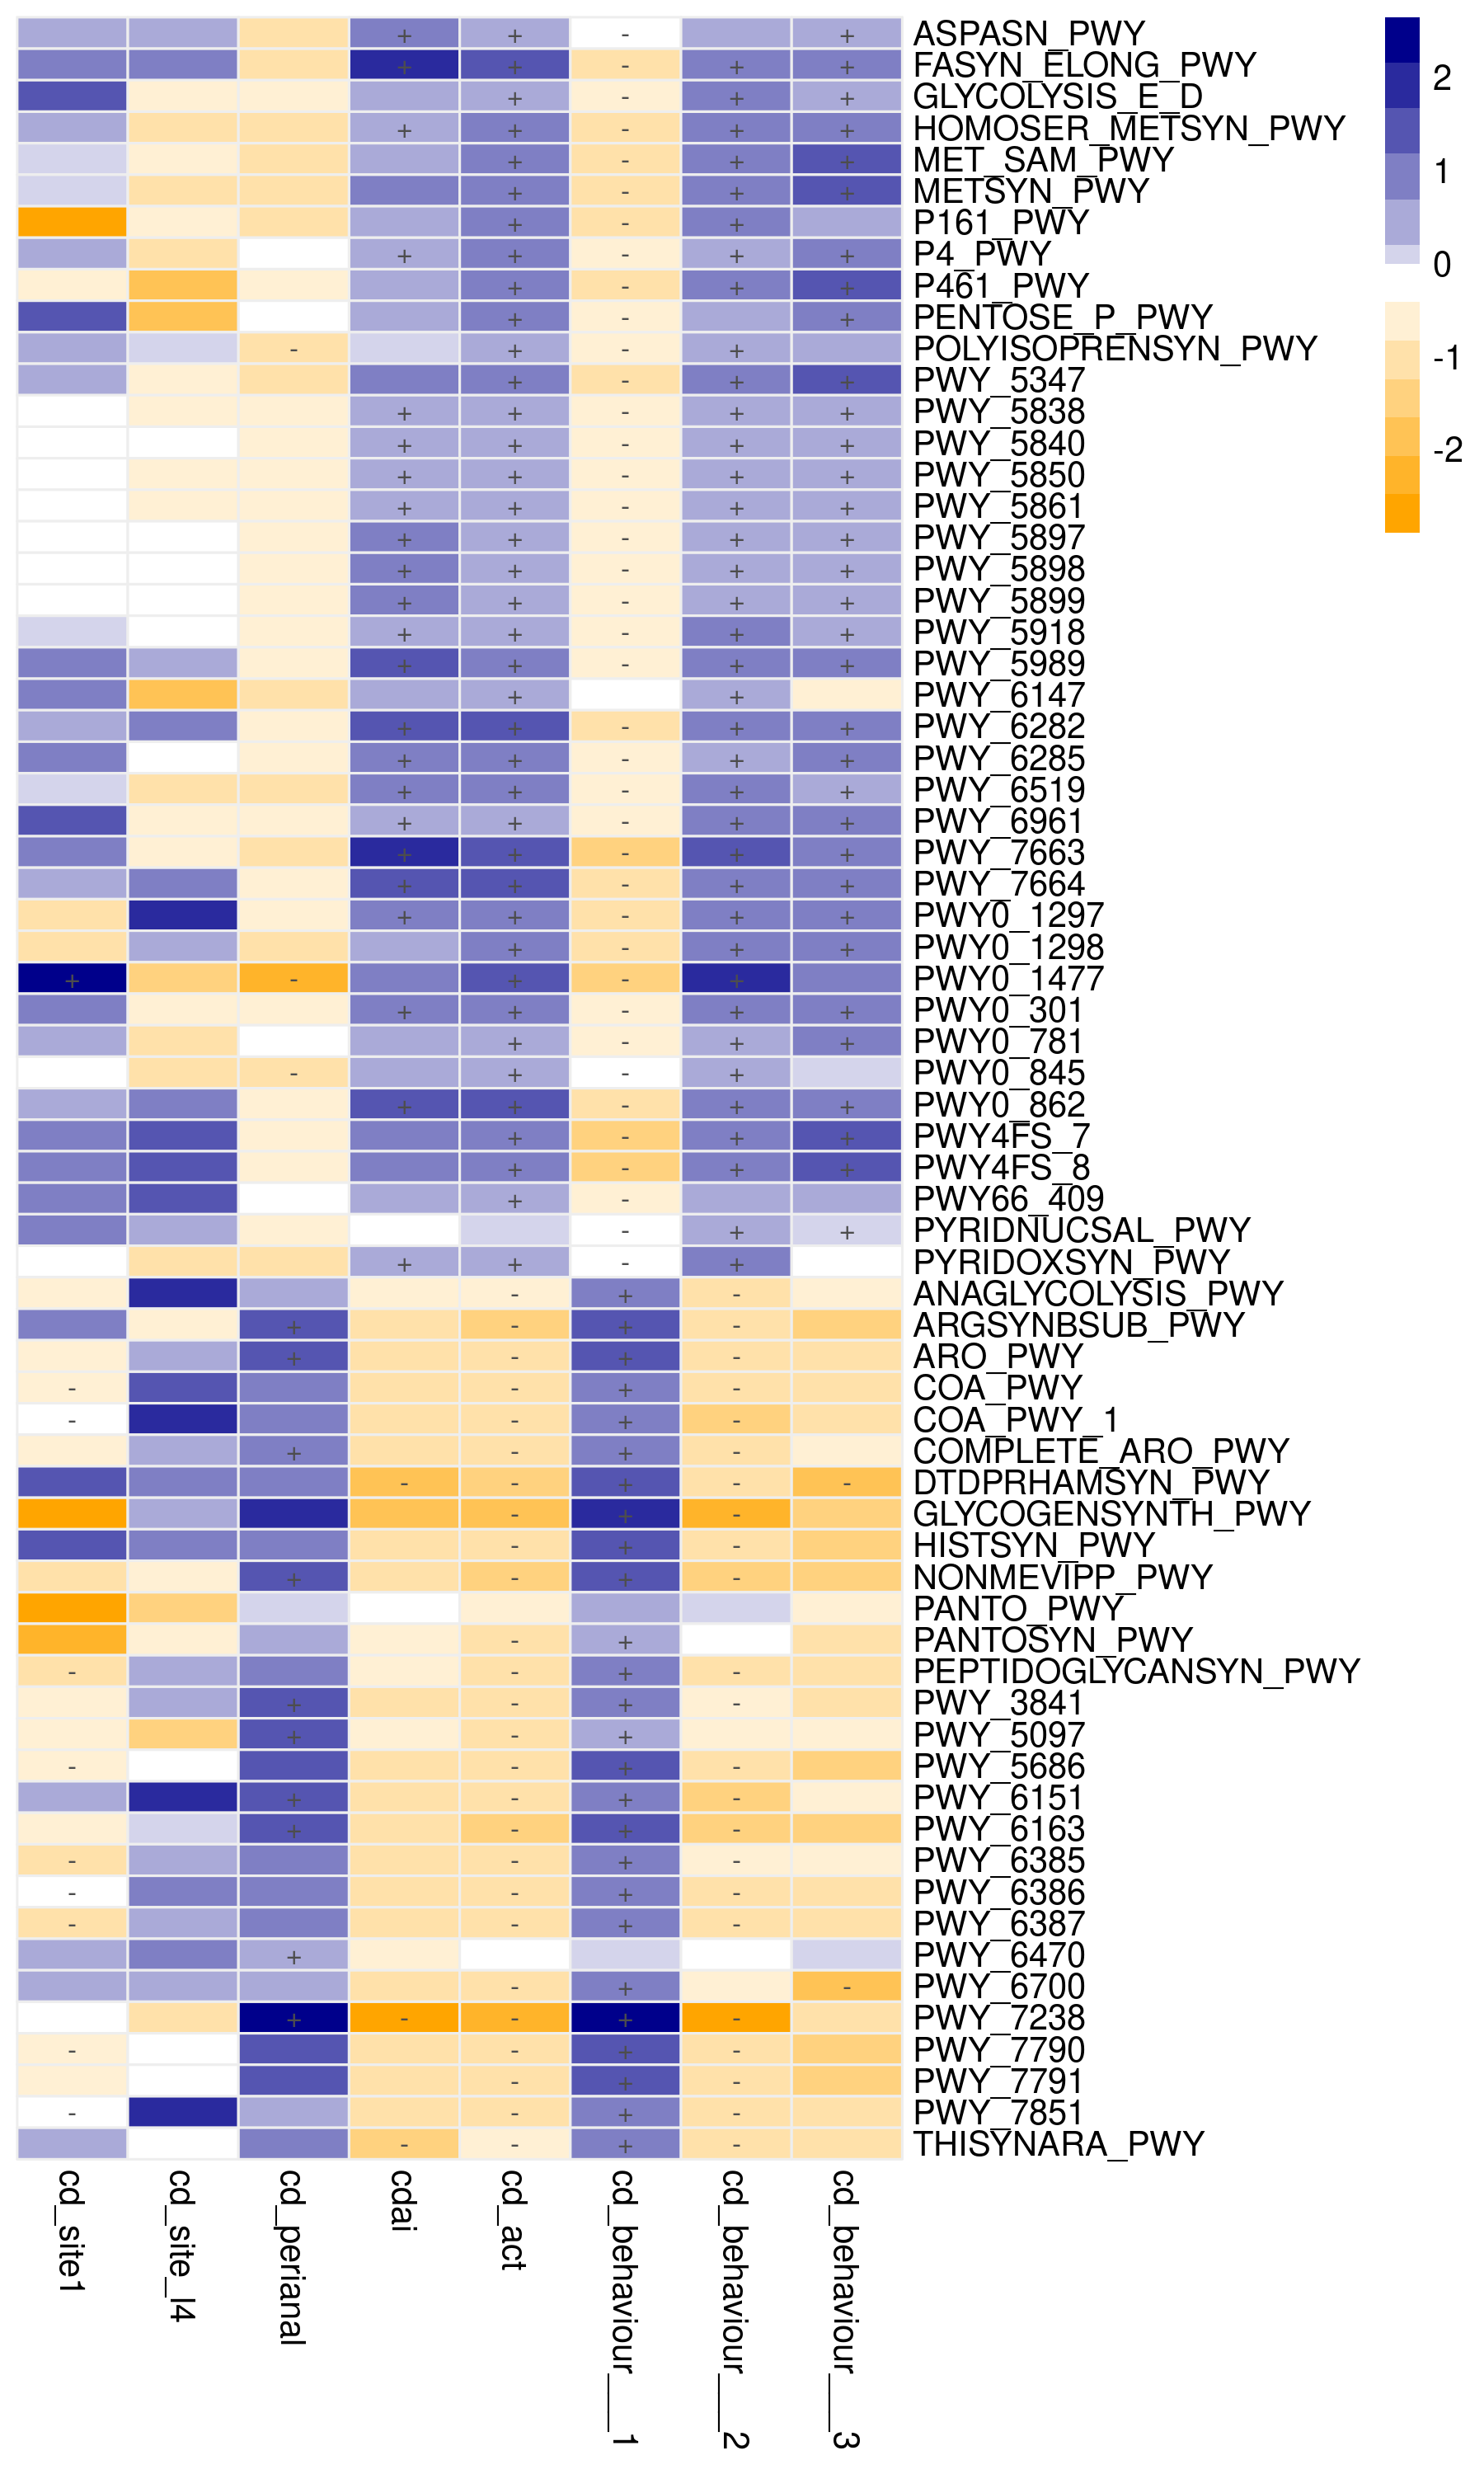 + + - + ASPASN_PWY
+ + - + + FASYN_ELONG_PWY
+ - + + GLYCOLYSIS_E_D
+ + - + + HOMOSER_METSYN_PWY
+ - + + MET_SAM_PWY
+ - + + METSYN_PWY
+ - + P161_PWY
+ + - + + P4_PWY
+ - + + P461_PWY
+ - + PENTOSE_P_PWY
- + - + POLYISOPRENSYN_PWY
+ - + + PWY_5347
+ + - + + PWY_5838
+ + - + + PWY_5840
+ + - + + PWY_5850
+ + - + + PWY_5861
+ + - + + PWY_5897
+ + - + + PWY_5898
+ + - + + PWY_5899
+ + - + + PWY_5918
+ + - + + PWY_5989
+ + PWY_6147
+ + - + + PWY_6282
+ + - + + PWY_6285
+ + - + + PWY_6519
+ + - + + PWY_6961
+ + - + + PWY_7663
+ + - + + PWY_7664
+ + - + + PWY0_1297
+ - + + PWY0_1298
+ - + - + PWY0_1477
+ + - + + PWY0_301
+ - + + PWY0_781
- + - + PWY0_845
+ + - + + PWY0_862
+ - + + PWY4FS_7
+ - + + PWY4FS_8
+ - PWY66_409
- + + PYRIDNUCSAL_PWY
+ + - + PYRIDOXSYN_PWY
- + - ANAGLYCOLYSIS_PWY
+ - + - ARGSYNBSUB_PWY
+ - + - ARO_PWY
- - + - COA_PWY
- - + - COA_PWY_1
+ - + - COMPLETE_ARO_PWY
- - + - - DTDPRHAMSYN_PWY
- + - GLYCOGENSYNTH_PWY
- + - HISTSYN_PWY
+ - + - NONMEVIPP_PWY
PANTO_PWY
- + PANTOSYN_PWY
- - + - PEPTIDOGLYCANSYN_PWY
+ - + - PWY_3841
+ - + PWY_5097
- - + - PWY_5686
+ - + - PWY_6151
+ - + - PWY_6163
- - + - PWY_6385
- - + - PWY_6386
- - + - PWY_6387
+ PWY_6470
- + - PWY_6700
+ - - + - PWY_7238
- - + - PWY_7790
- + - PWY_7791
- - + - PWY_7851
- - + - THISYNARA_PWY
cd_site1
cd_site_l4
cd_perianal
cdai
cd_act
cd_behaviour___1
cd_behaviour___2
cd_behaviour___3
2
1
0
-1
-2